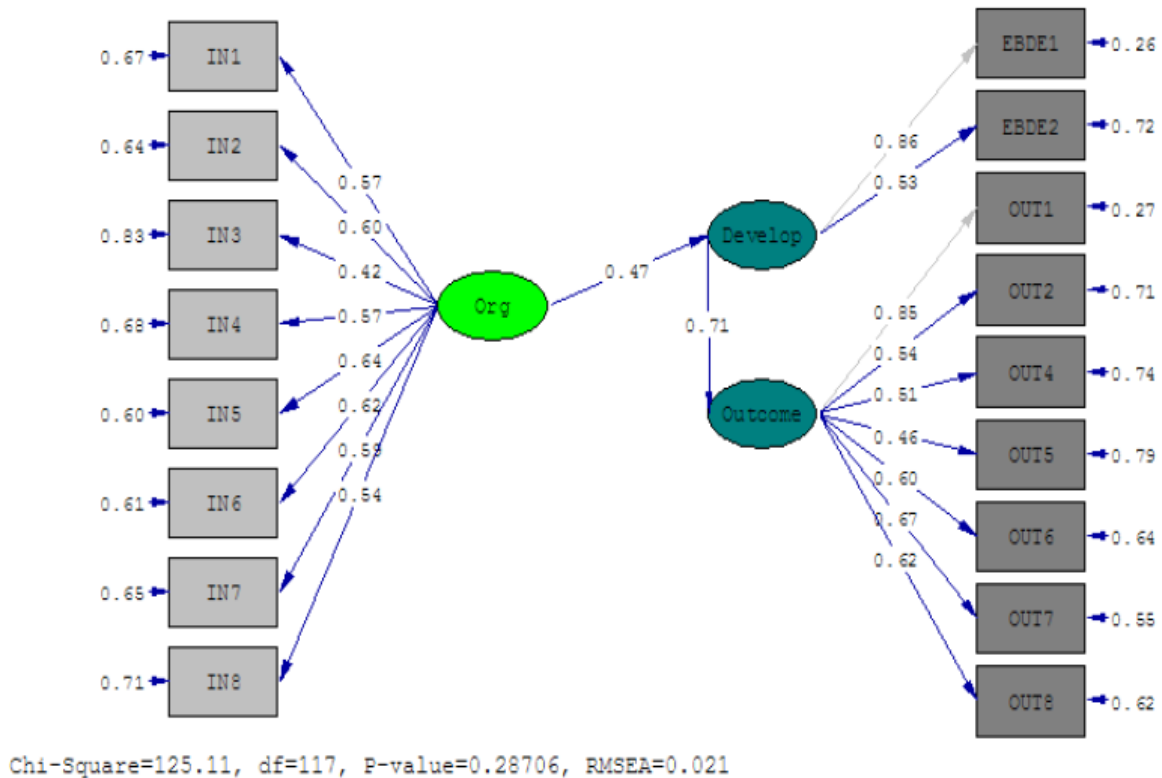 0.67 IN1
0.64 IN2
0.83 IN3
0.68 IN4
0.60 IN5
0.61 IN6
0.65 IN7
0.71 IN8
0.57
0.60
0.42
0.57
0.64
0.62
0.59
0.54
Org
0.47
Develop
0.71
Outcome
0.86
0.53
0.85
0.54
0.51
0.46
0.60
0.67
0.62
EBDE1 0.26
EBDE2 0.72
OUT1 0.27
OUT2 0.71
OUT4 0.74
OUT5 0.79
OUT6 0.64
OUT7 0.55
OUT8 0.62
Chi-Square=125.11, df=117, P-value=0.28706, RMSEA=0.021